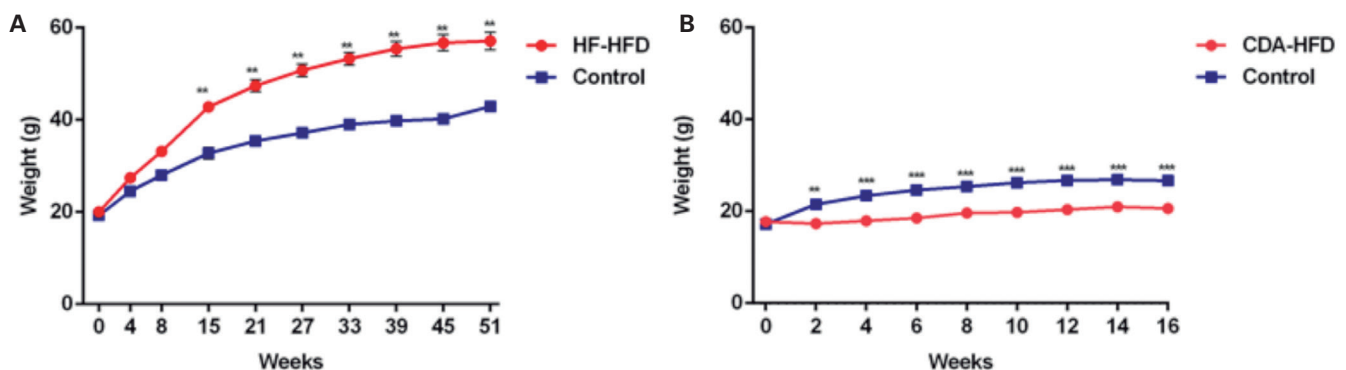 A
Weight (g)
60
40
20
0
** ** ** ** ** ** **
HF-HFD
Control
0 4 8 15 21 27 33 39 45 51
Weeks
B
Weight (g)
60
40
20
0
** *** *** *** *** *** *** ***
CDA-HFD
Control
0 2 4 6 8 10 12 14 16
Weeks